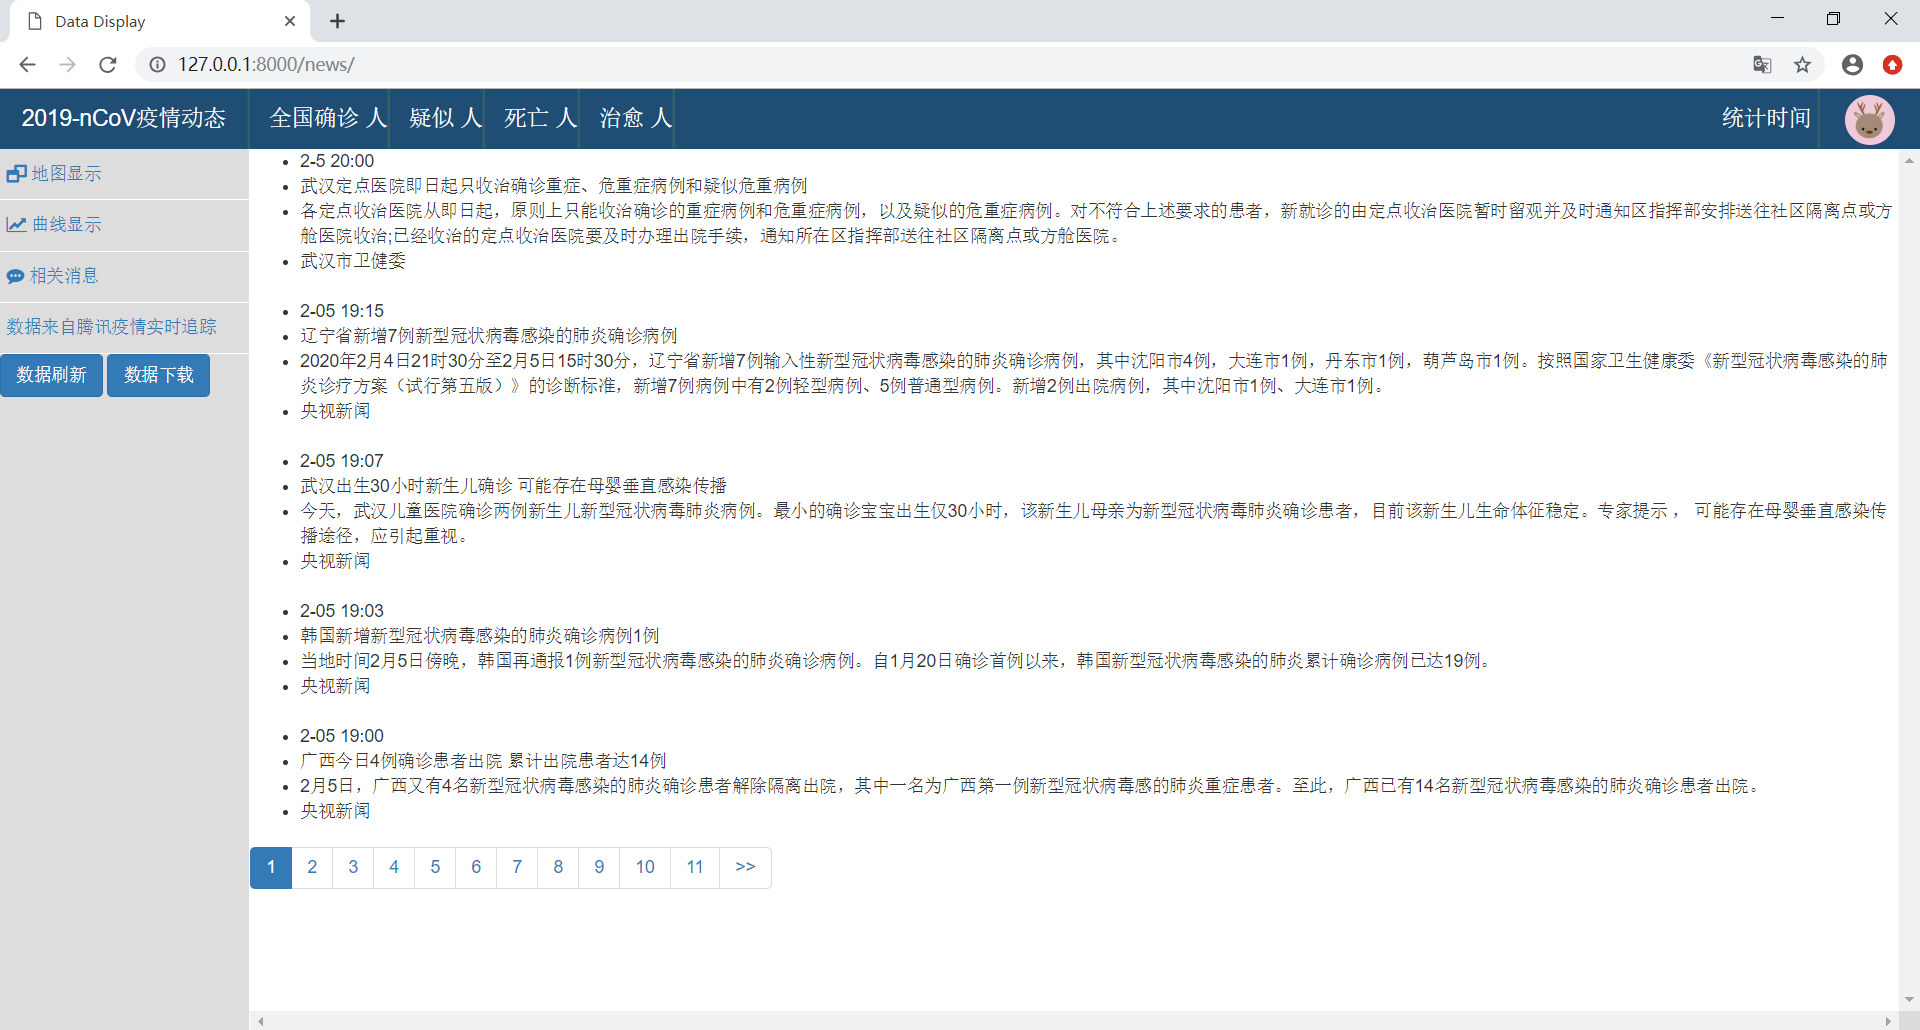 Data Display
127.0.0.1:8000/news/
2019-nCoV疫情动态 全国确诊 人 疑似 人 死亡 人 治愈 人 统计时间
地图显示
曲线显示
相关消息
数据来自腾讯疫情实时追踪
数据刷新 数据下载
2-5 20:00
武汉定点医院即日起只收治确诊重症、危重症病例和疑似危重病例
各定点收治医院从即日起，原则上只能收治确诊的重症病例和危重症病例，以及疑似的危重症病例。对不符合上述要求的患者，新就诊的由定点收治医院暂时留观并及时通知区指挥部安排送往社区隔离点或方
舱医院收治;已经收治的定点收治医院要及时办理出院手续，通知所在区指挥部送往社区隔离点或方舱医院。
武汉市卫健委
2-05 19:15
辽宁省新增7例新型冠状病毒感染的肺炎确诊病例
2020年2月4日21时30分至2月5日15时30分，辽宁省新增7例输入性新型冠状病毒感染的肺炎确诊病例，其中沈阳市4例，大连市1例，丹东市1例，葫芦岛市1例。按照国家卫生健康委《新型冠状病毒感染的肺
炎诊疗方案（试行第五版）》的诊断标准，新增7例病例中有2例轻型病例、5例普通型病例。新增2例出院病例，其中沈阳市1例、大连市1例。
央视新闻
2-05 19:07
武汉出生30小时新生儿确诊 可能存在母婴垂直感染传播
今天，武汉儿童医院确诊两例新生儿新型冠状病毒肺炎病例。最小的确诊宝宝出生仅30小时，该新生儿母亲为新型冠状病毒肺炎确诊患者，目前该新生儿生命体征稳定。专家提示 ， 可能存在母婴垂直感染传
播途径，应引起重视。
央视新闻
2-05 19:03
韩国新增新型冠状病毒感染的肺炎确诊病例1例
当地时间2月5日傍晚，韩国再通报1例新型冠状病毒感染的肺炎确诊病例。自1月20日确诊首例以来，韩国新型冠状病毒感染的肺炎累计确诊病例已达19例。
央视新闻
2-05 19:00
广西今日4例确诊患者出院 累计出院患者达14例
2月5日，广西又有4名新型冠状病毒感染的肺炎确诊患者解除隔离出院，其中一名为广西第一例新型冠状病毒感的肺炎重症患者。至此，广西已有14名新型冠状病毒感染的肺炎确诊患者出院。
央视新闻
1 2 3 4 5 6 7 8 9 10 11 >>